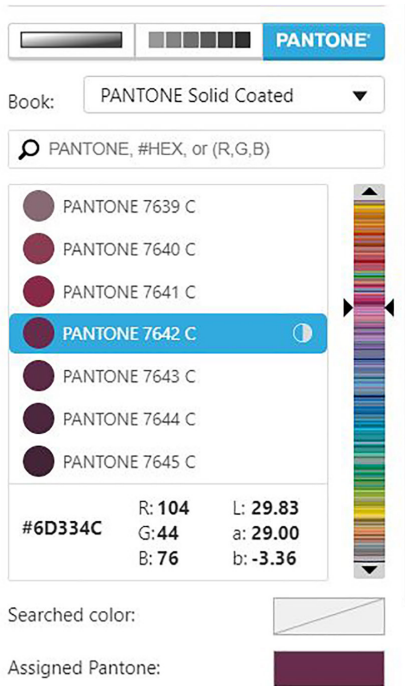 PANTONE®
Book: PANTONE Solid Coated
PANTONE, #HEX, or (R,G,B)
PANTONE 7639 C
PANTONE 7640 C
PANTONE 7641 C
PANTONE 7642 C
PANTONE 7643 C
PANTONE 7644 C
PANTONE 7645 C
R: 104 L: 29.83
#6D334C G:44 a: 29.00
B: 76 b: -3.36
Searched color:
Assigned Pantone: